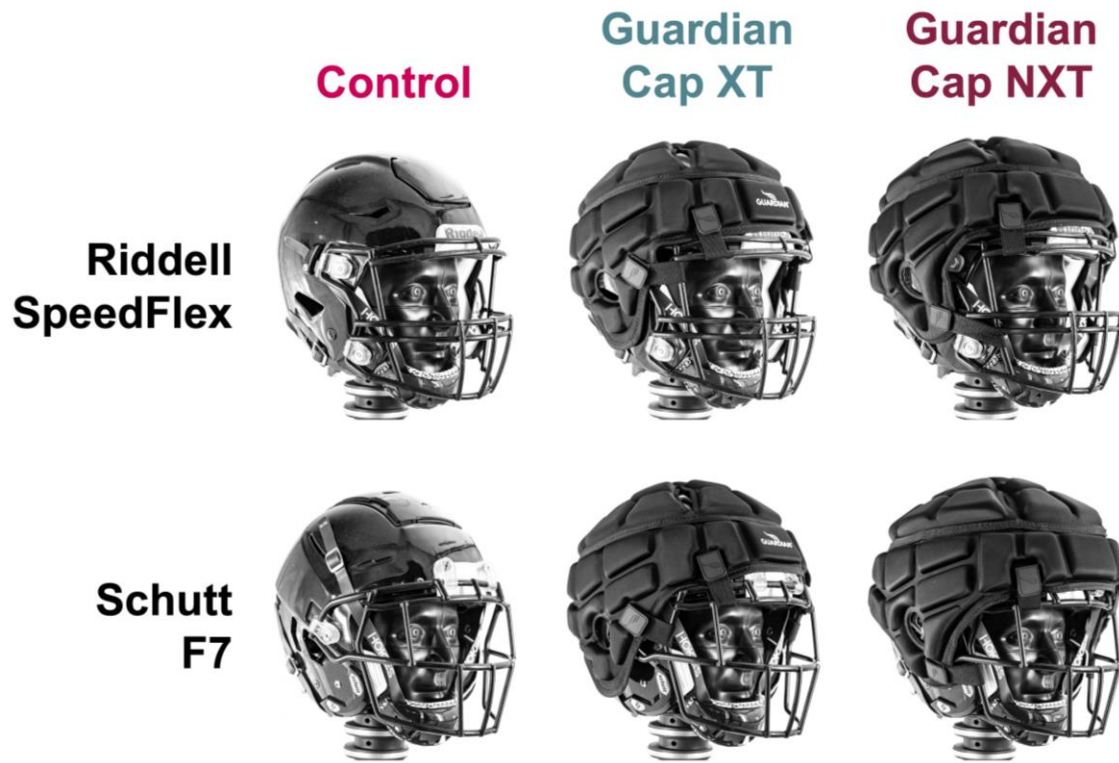 Control
Guardian
Cap XT
Guardian
Cap NXT
Riddell
SpeedFlex
GUARDIAN
Schutt
F7
GUARDIAN